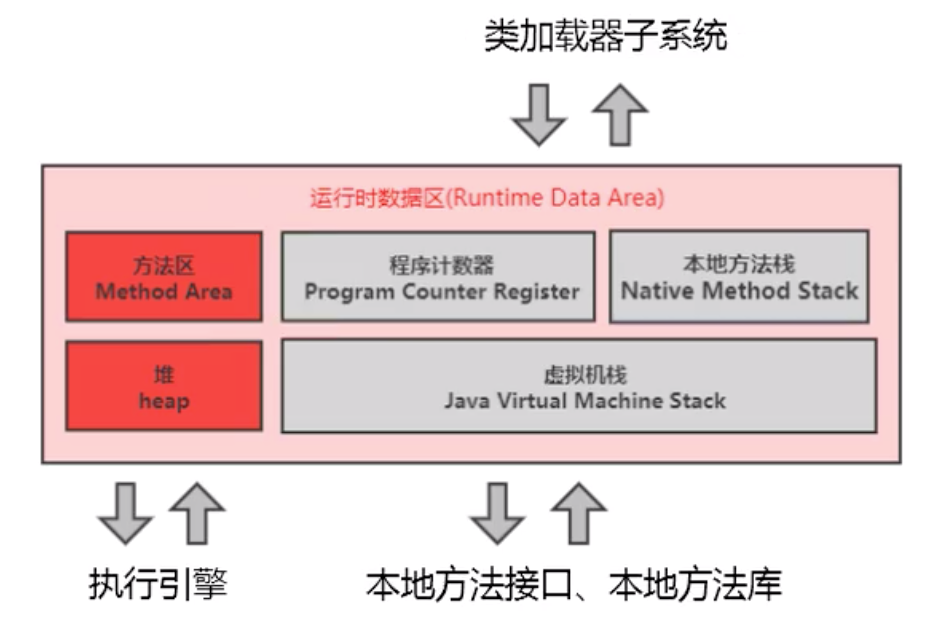 类加载器子系统
运行时数据区(Runtime Data Area)
方法区
Method Area
程序计数器
Program Counter Register
本地方法栈
Native Method Stack
堆
heap
虚拟机栈
Java Virtual Machine Stack
执行引擎
本地方法接口、本地方法库